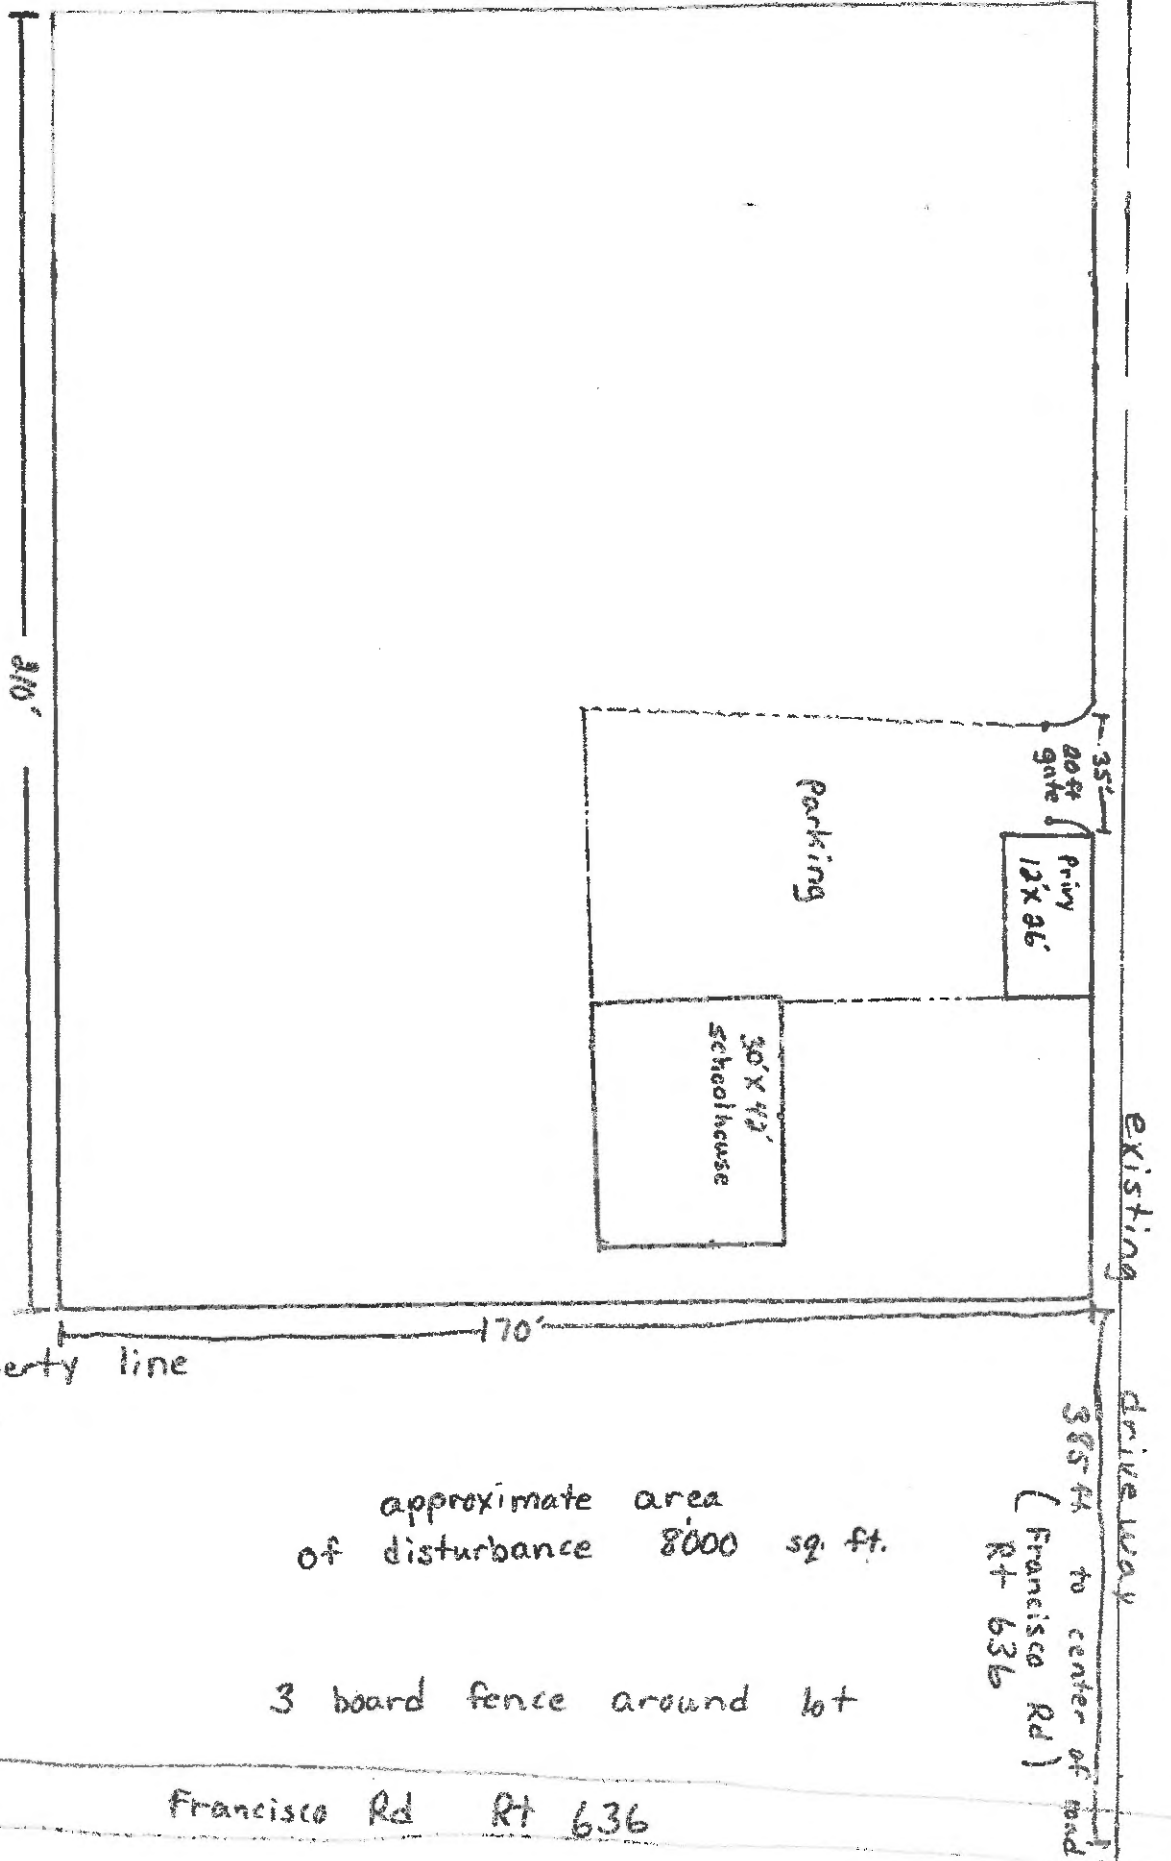 210'
35'
20 ft
gate
Privy
12' x 26'
Parking
30' x 42'
schoolhouse
existing driveway
170'
erty line
385 ft to center of road
(Francisco Rd)
Rt 636
approximate area
of disturbance 8000 sq. ft.
3 board fence around lot
Francisco Rd Rt 636